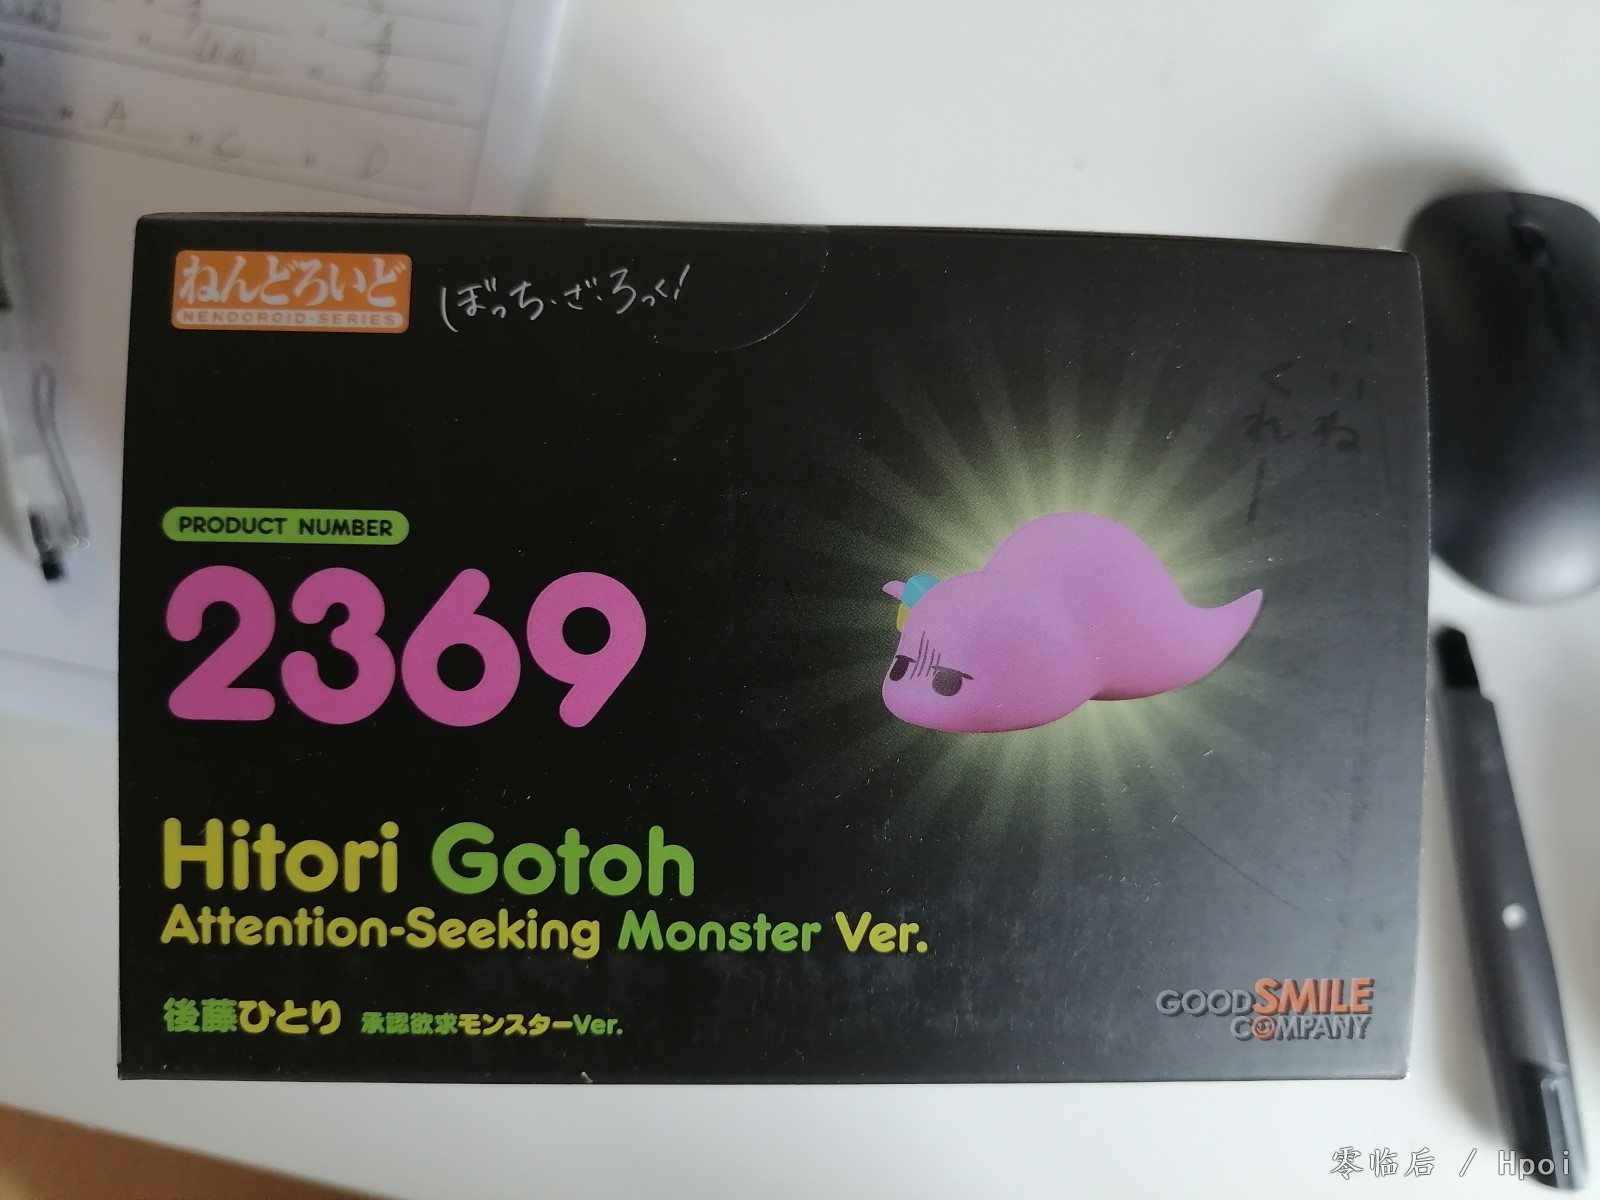 A C D
ねんどろいど
NENDOROID-SERIES
ぼっち・ざ・ろっく!
いいね
くれー
PRODUCT NUMBER
2369
Hitori Gotoh
Attention-Seeking Monster Ver.
後藤ひとり 承認欲求モンスターVer.
GOODSMILE
COMPANY
零临后 / Hpoi